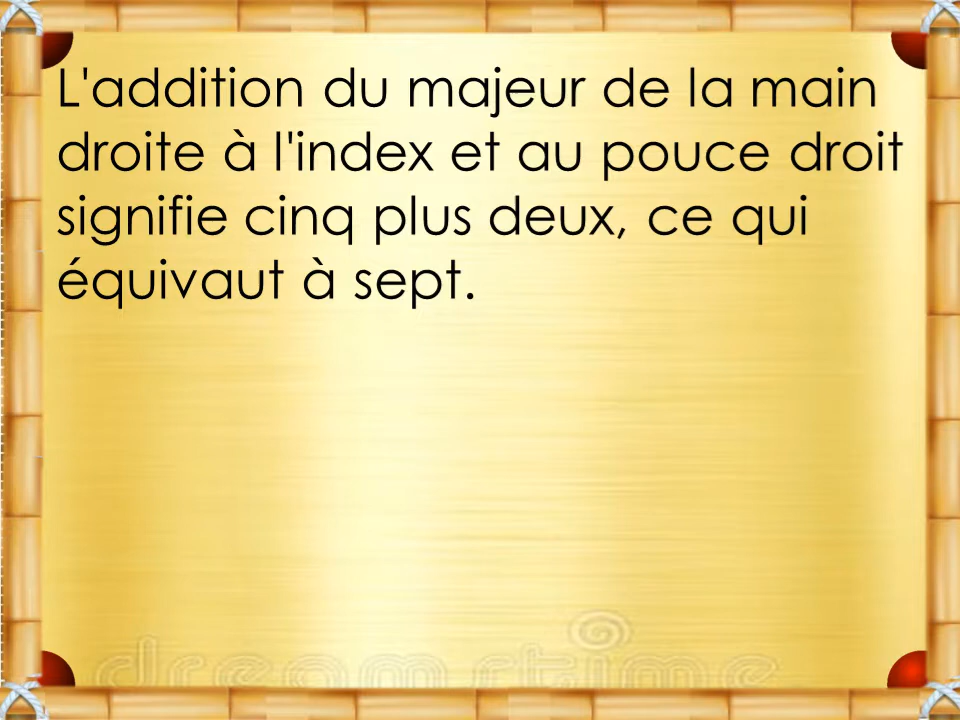 L'addition du majeur de la main
droite à l'index et au pouce droit
signifie cinq plus deux, ce qui
équivaut à sept.
dreamstime